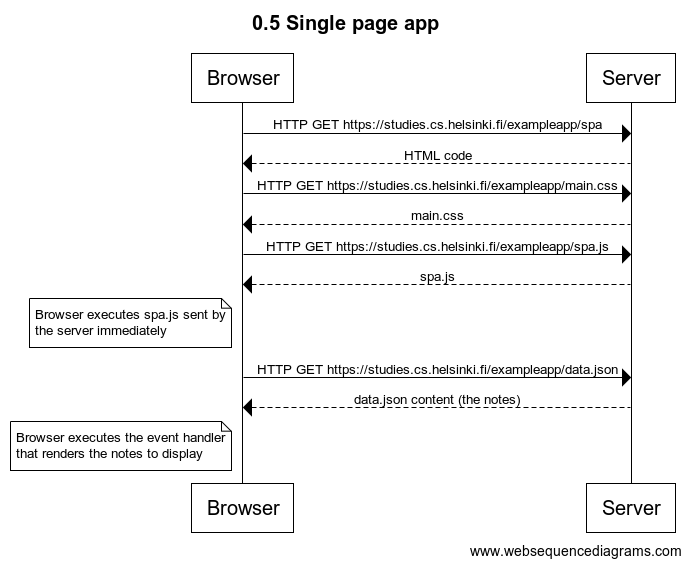 0.5 Single page app
Browser
Server
HTTP GET https://studies.cs.helsinki.fi/exampleapp/spa
HTML code
HTTP GET https://studies.cs.helsinki.fi/exampleapp/main.css
main.css
HTTP GET https://studies.cs.helsinki.fi/exampleapp/spa.js
spa.js
Browser executes spa.js sent by
the server immediately
HTTP GET https://studies.cs.helsinki.fi/exampleapp/data.json
data.json content (the notes)
Browser executes the event handler
that renders the notes to display
Browser
Server
www.websequencediagrams.com